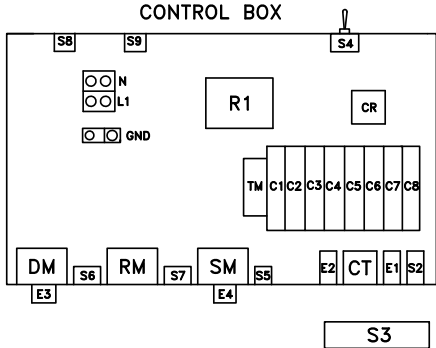 CONTROL BOX
S8 S9 S4
N
L1
GND
R1
CR
TM C1 C2 C3 C4 C5 C6 C7 C8
DM S6 RM S7 SM S5 E2 CT E1 S2
E3 E4
S3